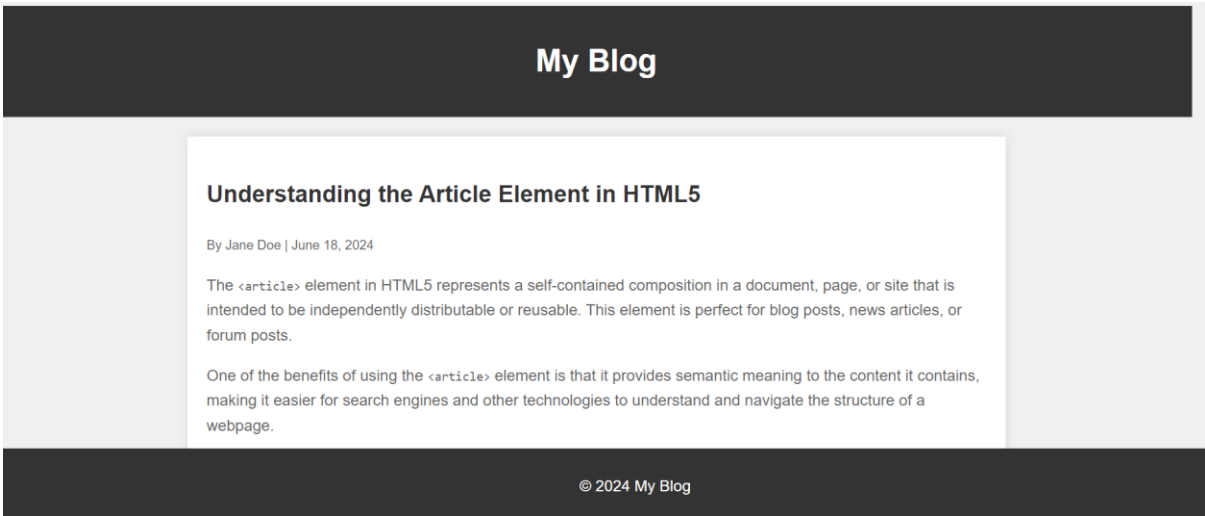 My Blog
Understanding the Article Element in HTML5
By Jane Doe | June 18, 2024
The <article> element in HTML5 represents a self-contained composition in a document, page, or site that is
intended to be independently distributable or reusable. This element is perfect for blog posts, news articles, or
forum posts.
One of the benefits of using the <article> element is that it provides semantic meaning to the content it contains,
making it easier for search engines and other technologies to understand and navigate the structure of a
webpage.
© 2024 My Blog